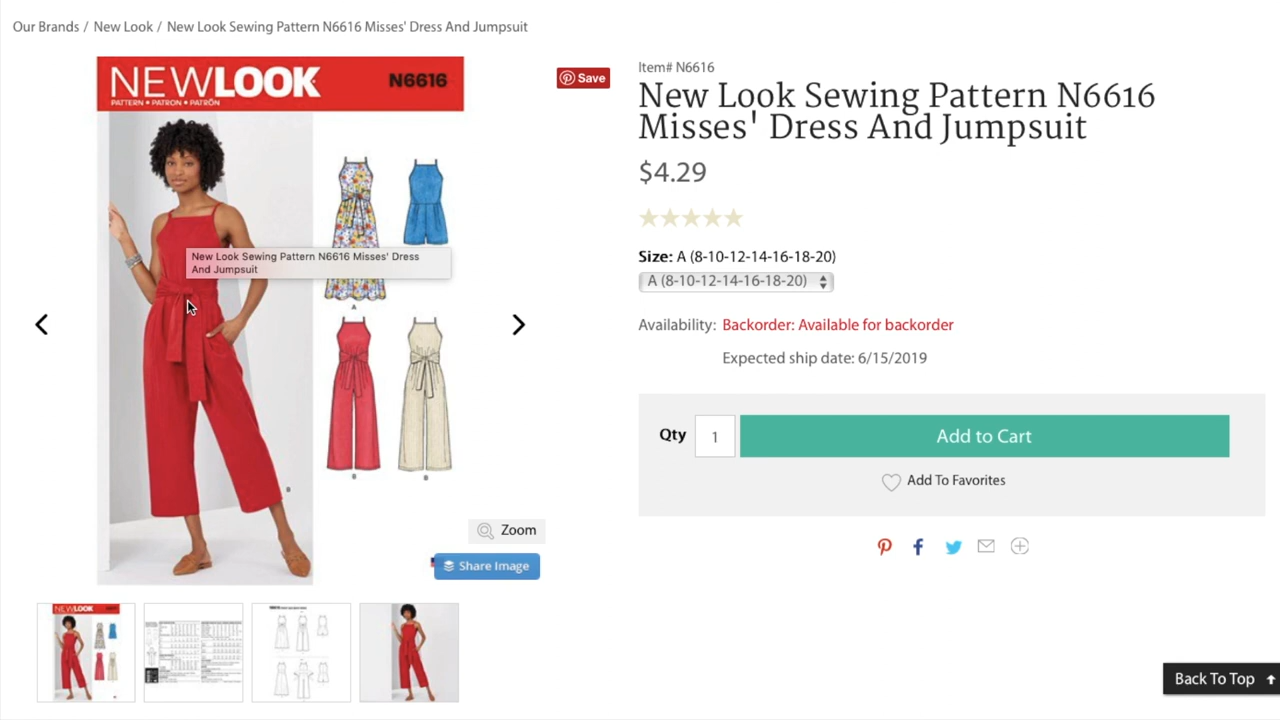 Our Brands / New Look / New Look Sewing Pattern N6616 Misses' Dress And Jumpsuit
NEWLOOK
N6616
PATTERN • PATRON • PATRÓN
New Look Sewing Pattern N6616 Misses' Dress
And Jumpsuit
A
B
B
B
Zoom
Share Image
Save
Item# N6616
New Look Sewing Pattern N6616
Misses' Dress And Jumpsuit
$4.29
Size: A (8-10-12-14-16-18-20)
A (8-10-12-14-16-18-20)
Availability: Backorder: Available for backorder
Expected ship date: 6/15/2019
Qty 1 Add to Cart
Add To Favorites
NEWLOOK
Back To Top